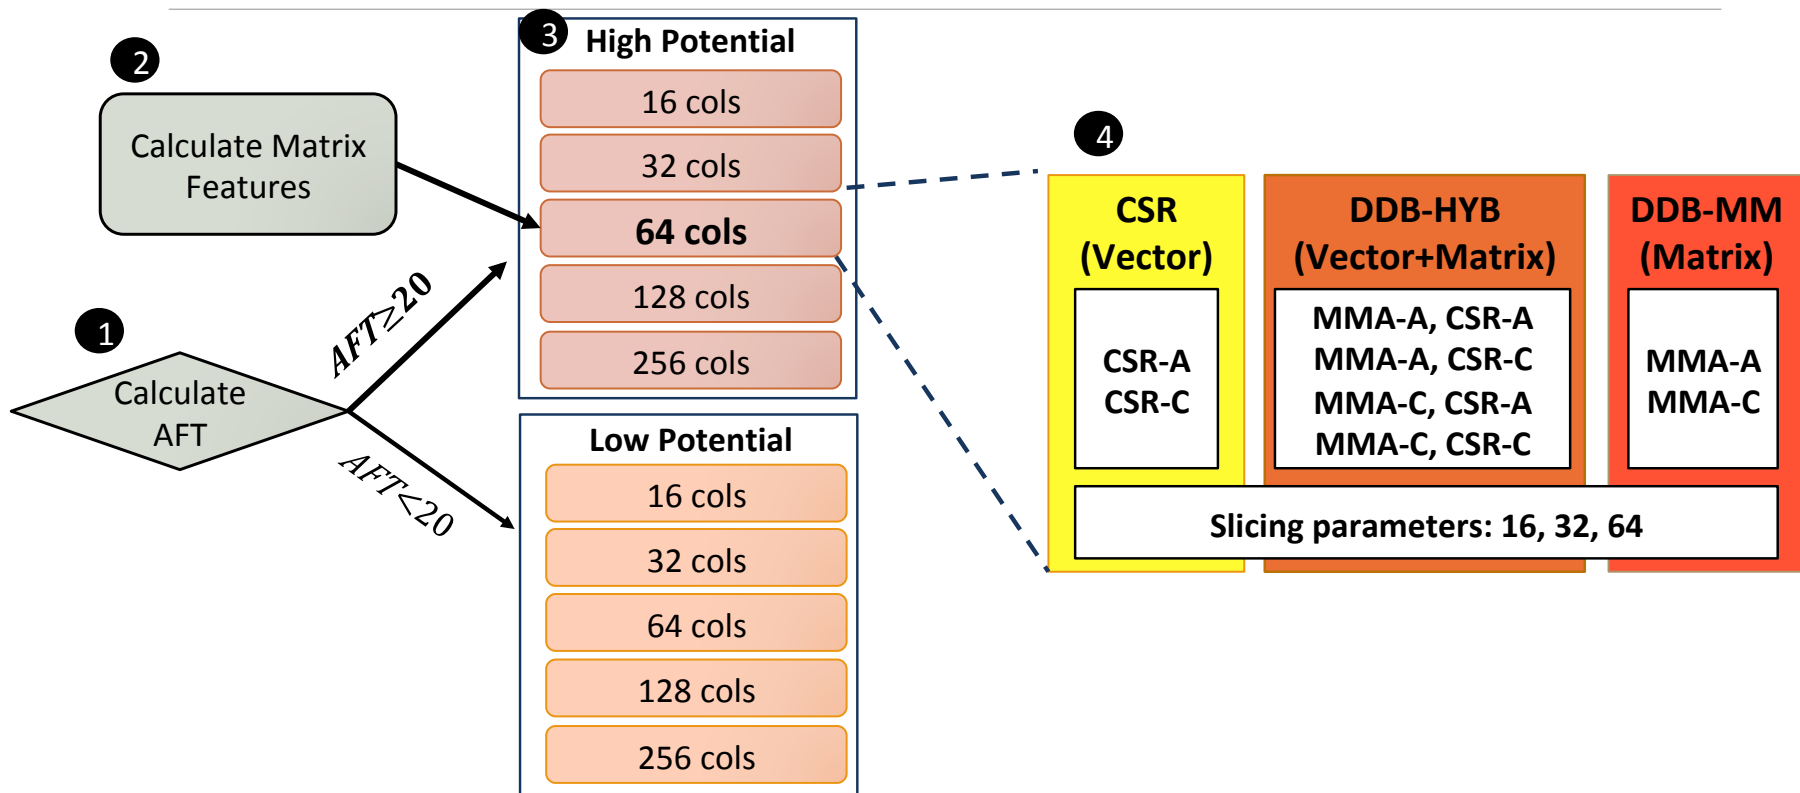 2
Calculate Matrix
Features
1
Calculate
AFT
AFT≥20
AFT<20
3
High Potential
16 cols
32 cols
64 cols
128 cols
256 cols
Low Potential
16 cols
32 cols
64 cols
128 cols
256 cols
4
CSR
(Vector)
CSR-A
CSR-C
DDB-HYB
(Vector+Matrix)
MMA-A, CSR-A
MMA-A, CSR-C
MMA-C, CSR-A
MMA-C, CSR-C
DDB-MM
(Matrix)
MMA-A
MMA-C
Slicing parameters: 16, 32, 64